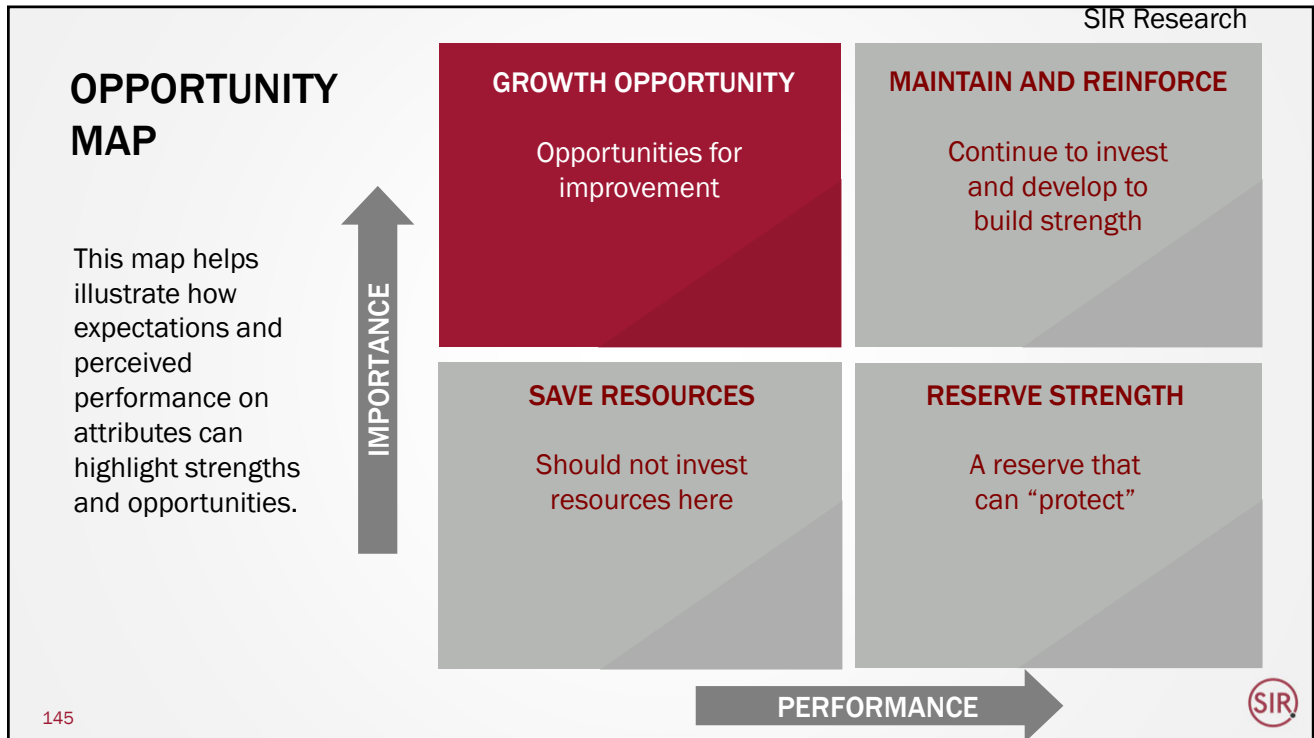 SIR Research
OPPORTUNITY
MAP
This map helps
illustrate how
expectations and
perceived
performance on
attributes can
highlight strengths
and opportunities.
IMPORTANCE
GROWTH OPPORTUNITY
Opportunities for
improvement
MAINTAIN AND REINFORCE
Continue to invest
and develop to
build strength
SAVE RESOURCES
Should not invest
resources here
RESERVE STRENGTH
A reserve that
can “protect”
PERFORMANCE
145
SIR